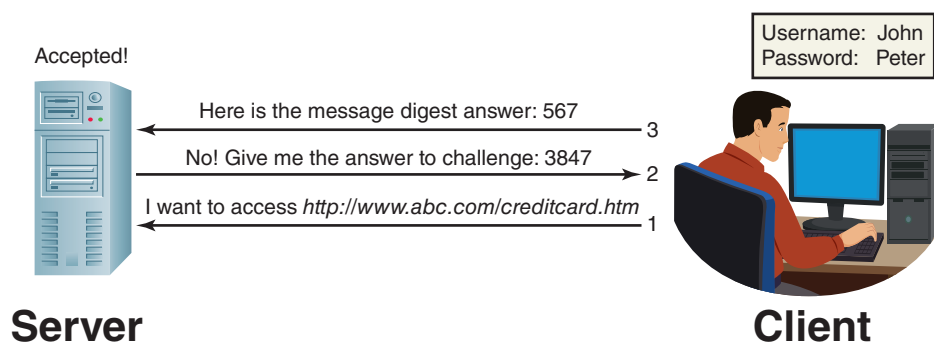 Username: John
Password: Peter
Accepted!
Here is the message digest answer: 567
3
No! Give me the answer to challenge: 3847
2
I want to access http://www.abc.com/creditcard.htm
1
Server
Client